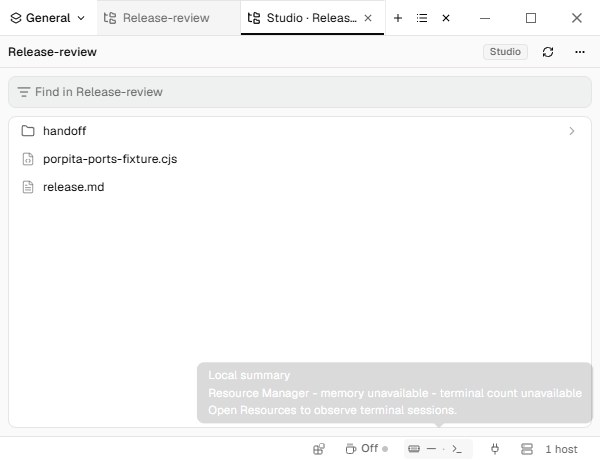 General
Release-review
Studio · Releas...
Release-review
Studio
Find in Release-review
handoff
porpita-ports-fixture.cjs
release.md
Local summary
Resource Manager - memory unavailable - terminal count unavailable
Open Resources to observe terminal sessions.
Off
— ·
1 host